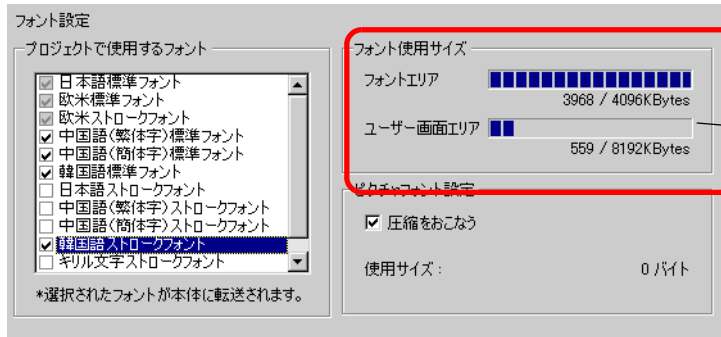 フォント設定
プロジェクトで使用するフォント
日本語標準フォント
欧米標準フォント
欧米ストロークフォント
中国語(繁体字)標準フォント
中国語(簡体字)標準フォント
韓国語標準フォント
日本語ストロークフォント
中国語(繁体字)ストロークフォント
中国語(簡体字)ストロークフォント
韓国語ストロークフォント
キリル文字ストロークフォント
*選択されたフォントが本体に転送されます。
フォント使用サイズ
フォントエリア
3968 / 4096KBytes
ユーザー画面エリア
559 / 8192KBytes
ピクチャフォント設定
圧縮をおこなう
使用サイズ : 0 バイト